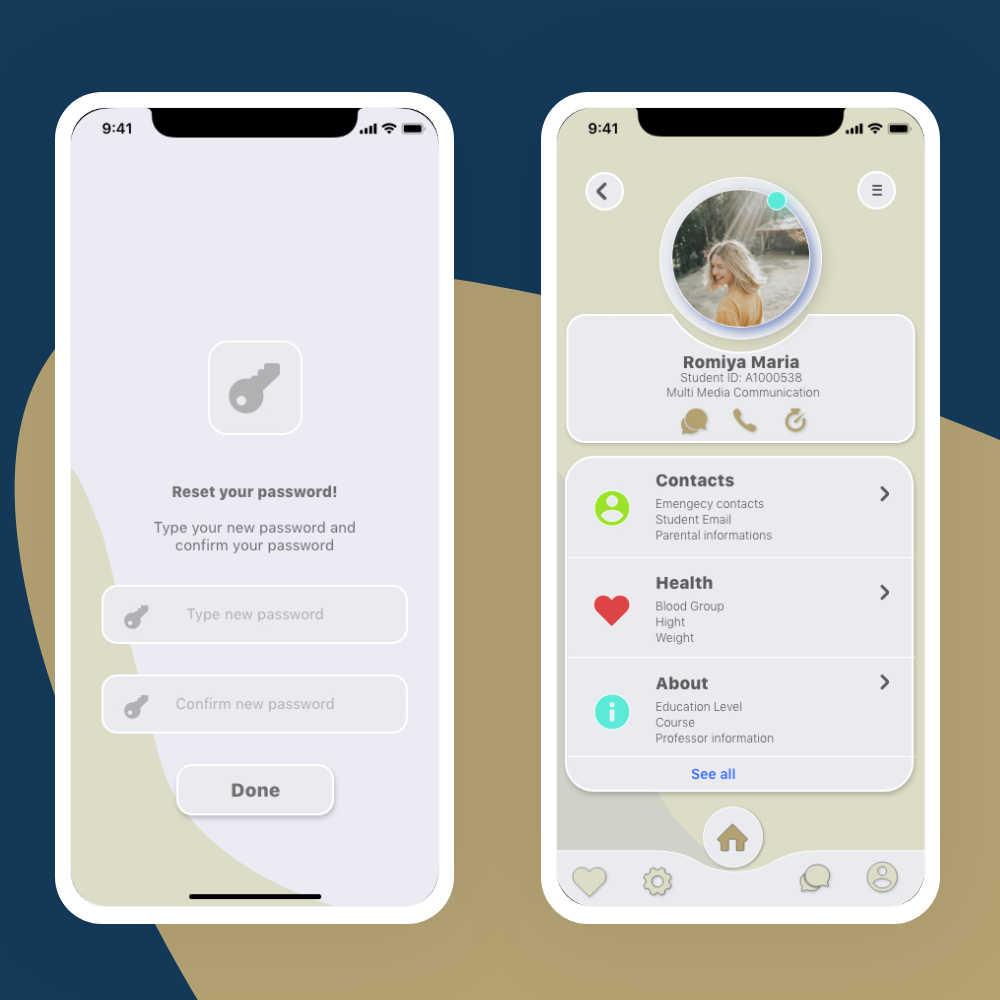 9:41
Reset your password!
Type your new password and
confirm your password
Type new password
Confirm new password
Done
9:41
Romiya Maria
Student ID: A1000538
Multi Media Communication
Contacts
Emengecy contacts
Student Email
Parental informations
Health
Blood Group
Hight
Weight
About
Education Level
Course
Professor information
See all